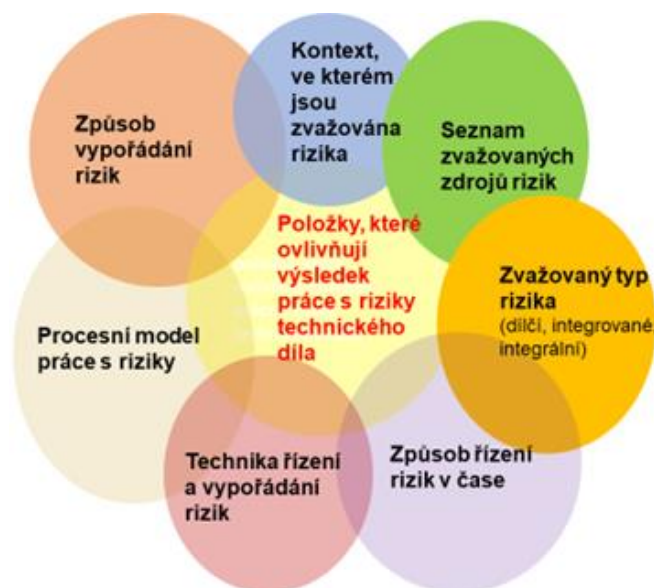 Kontext,
ve kterém
jsou
zvažována
rizika
Způsob
vypořádání
rizik
Seznam
zvažovaných
zdrojů rizik
Položky, které
ovlivňují
výsledek
práce s riziky
technického
díla
Zvažovaný typ
rizika
(dílčí, integrované,
integrální)
Procesní model
práce s riziky
Technika řízení
a vypořádání
rizik
Způsob řízení
rizik v čase